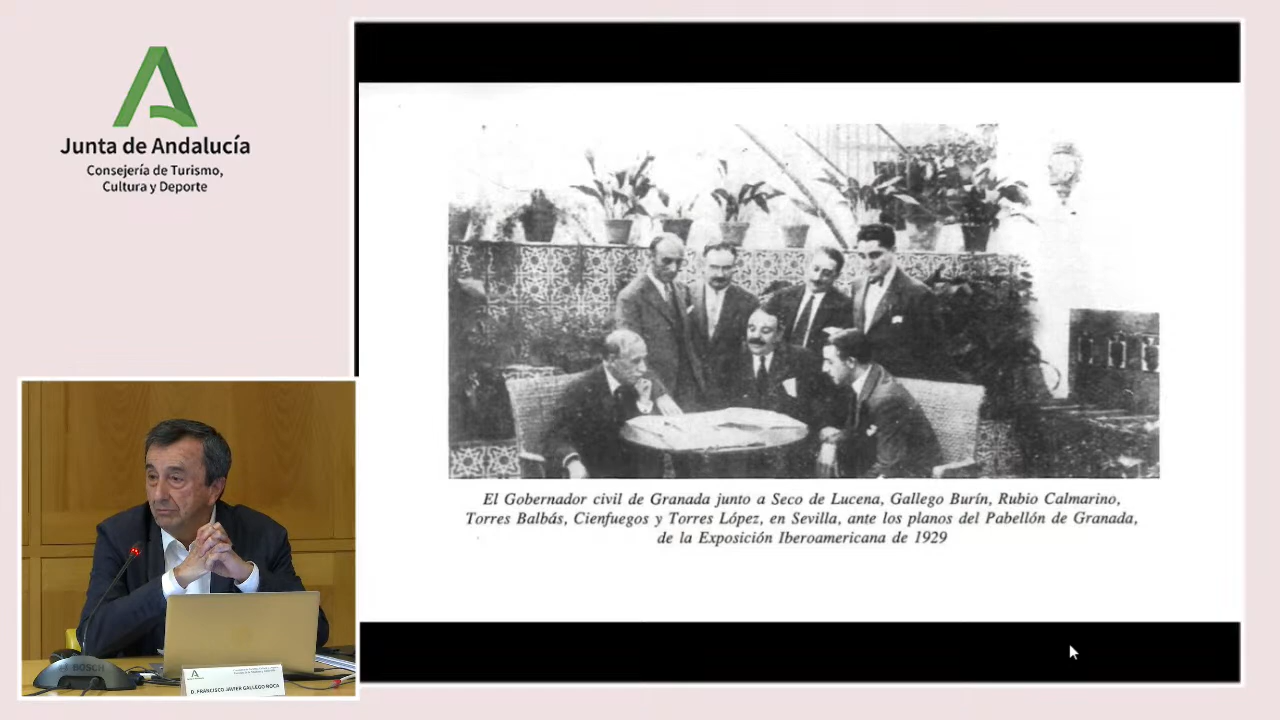 Junta de Andalucía
Consejería de Turismo,
Cultura y Deporte
El Gobernador civil de Granada junto a Seco de Lucena, Gallego Burín, Rubio Calmarino,
Torres Balbás, Cienfuegos y Torres López, en Sevilla, ante los planos del Pabellón de Granada,
de la Exposición Iberoamericana de 1929
BOSCH
D. FRANCISCO JAVIER GALLEGO ROCA